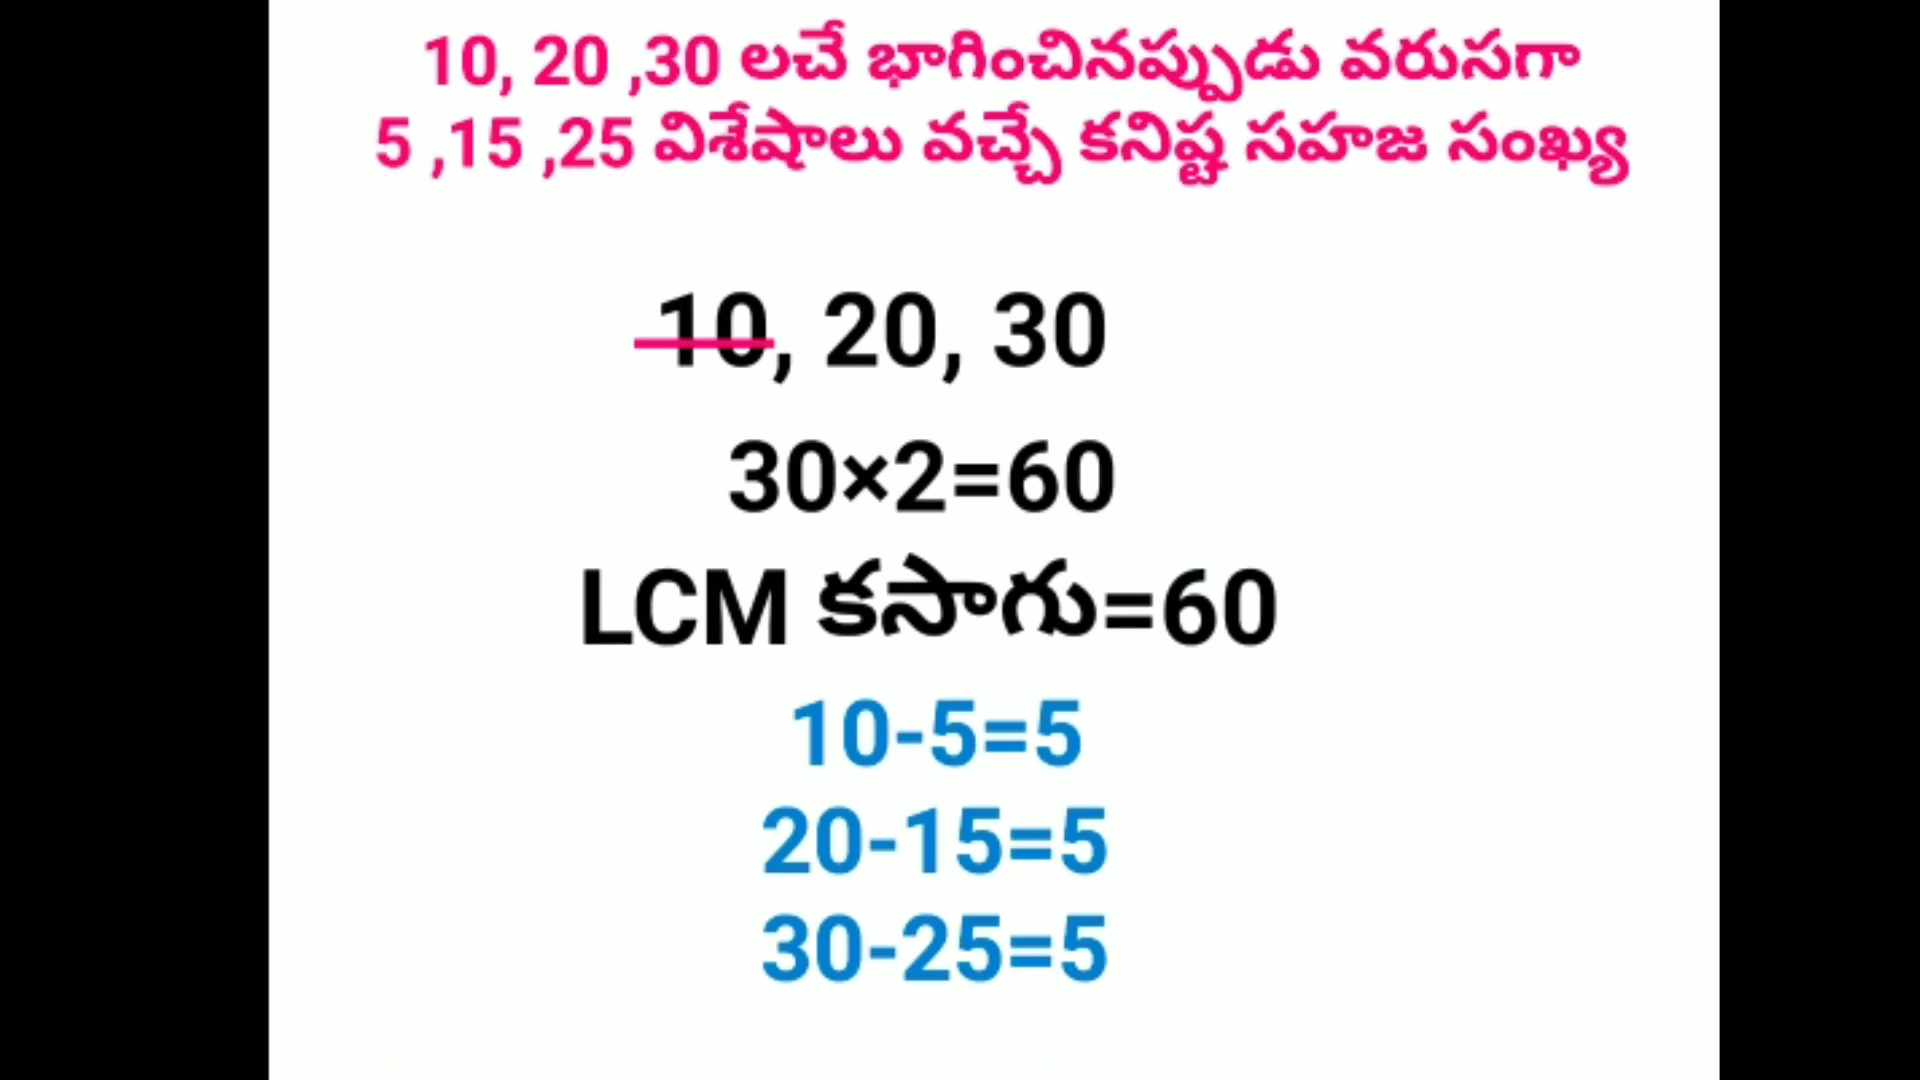 10, 20 ,30 లచే భాగించినప్పుడు వరుసగా
5 ,15 ,25 విశేషాలు వచ్చే కనిష్ట సహజ సంఖ్య
10, 20, 30
30×2=60
LCM కసాగు=60
10-5=5
20-15=5
30-25=5